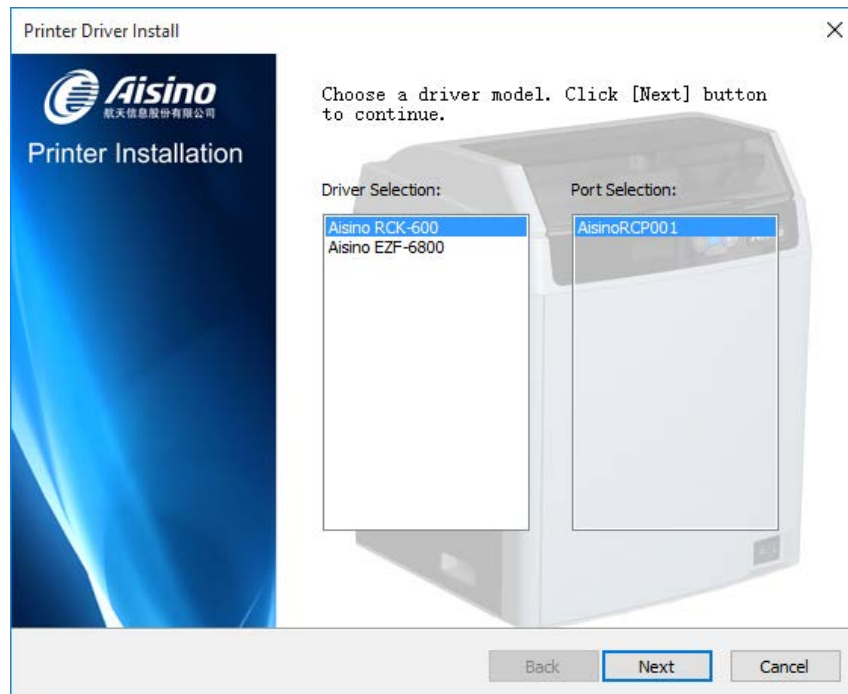 Printer Driver Install
Aisino
航天信息股份有限公司
Printer Installation
Choose a driver model. Click [Next] button
to continue.
Driver Selection:
Port Selection:
Aisino RCK-600
Aisino EZF-6800
AisinoRCP001
Back
Next
Cancel